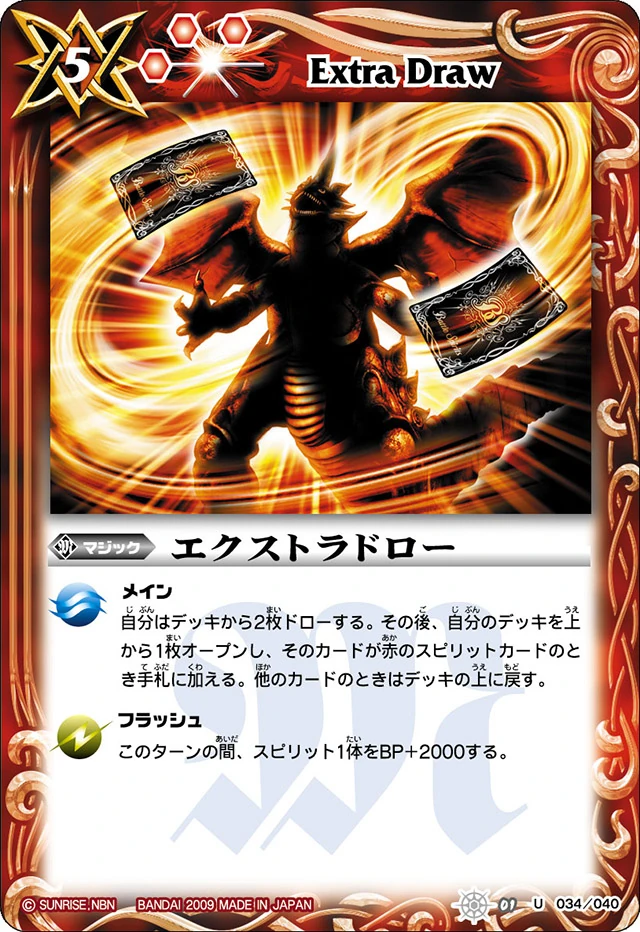 5
Extra Draw
Battle Spirits
B
Battle Spirits
B
M マジック エクストラドロー
メイン
自分はデッキから2枚ドローする。その後、自分のデッキを上
から1枚オープンし、そのカードが赤のスピリットカードのと
き手札に加える。他のカードのときはデッキの上に戻す。
フラッシュ
このターンの間、スピリット1体をBP+2000する。
© SUNRISE,NBN BANDAI 2009 MADE IN JAPAN 01 U 034/040